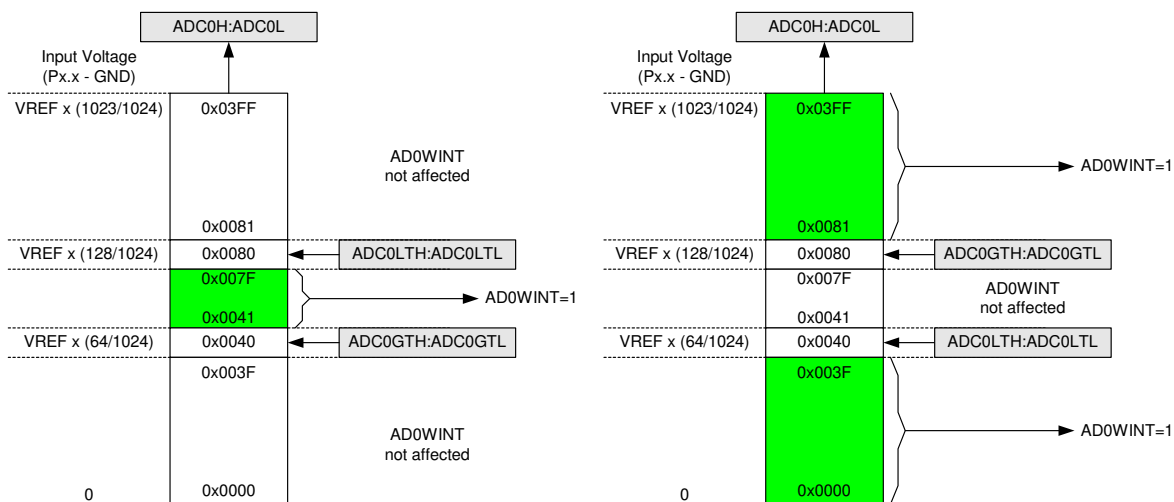 ADC0H:ADC0L
Input Voltage
(Px.x - GND)
VREF x (1023/1024)
0x03FF
AD0WINT
not affected
0x0081
VREF x (128/1024)
0x0080
ADC0LTH:ADC0LTL
0x007F
AD0WINT=1
0x0041
VREF x (64/1024)
0x0040
ADC0GTH:ADC0GTL
0x003F
AD0WINT
not affected
0
0x0000
ADC0H:ADC0L
Input Voltage
(Px.x - GND)
VREF x (1023/1024)
0x03FF
AD0WINT=1
0x0081
VREF x (128/1024)
0x0080
ADC0GTH:ADC0GTL
0x007F
AD0WINT
not affected
0x0041
VREF x (64/1024)
0x0040
ADC0LTH:ADC0LTL
0x003F
AD0WINT=1
0
0x0000